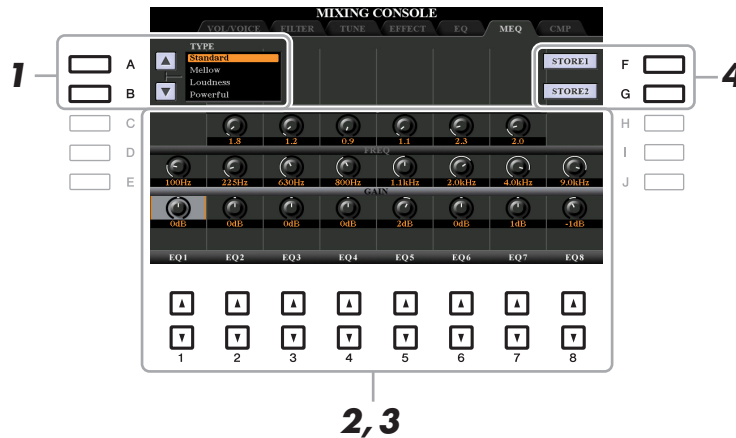 MIXING CONSOLE
VOL/VOICE FILTER TUNE EFFECT EQ MEQ CMP
1
A
B
C
D
E
TYPE
Standard
Mellow
Loudness
Powerful
STORE1
STORE2
F
G
H
I
J
4
1.8 1.2 0.9 1.1 2.3 2.0
FREQ
100Hz 225Hz 630Hz 800Hz 1.1kHz 2.0kHz 4.0kHz 9.0kHz
GAIN
0dB 0dB 0dB 0dB 2dB 0dB 1dB -1dB
EQ1 EQ2 EQ3 EQ4 EQ5 EQ6 EQ7 EQ8
1 2 3 4 5 6 7 8
2, 3